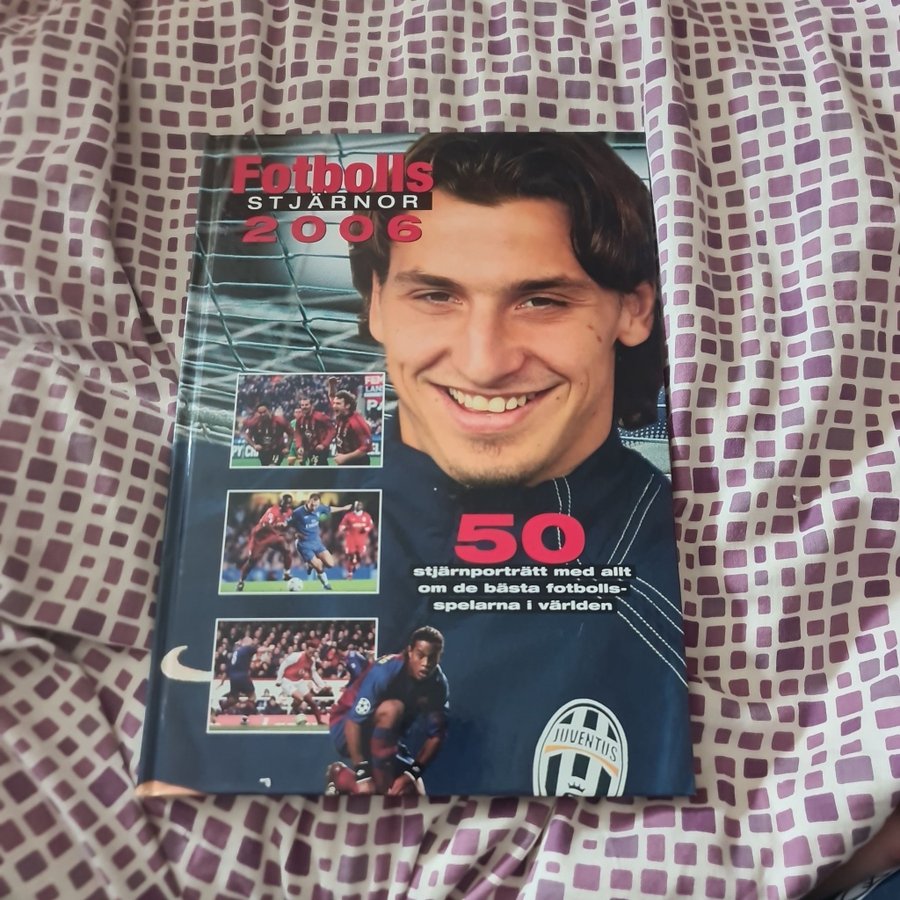 Fotbolls
STJÄRNOR
2006
50
stjärnporträtt med allt
om de bästa fotbolls-
spelarna i världen
JUVENTUS